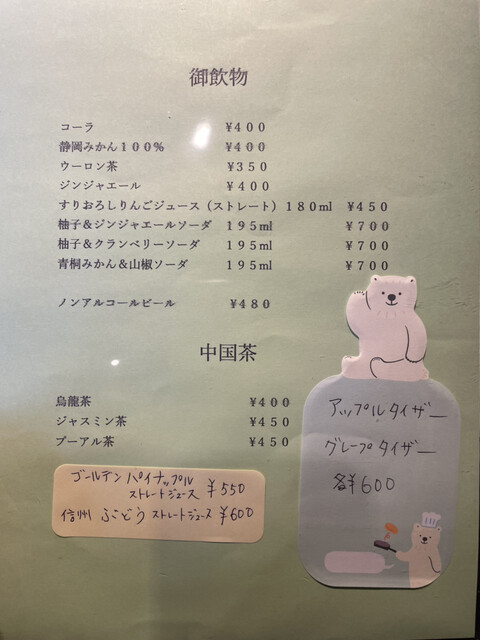 御飲物
コーラ ¥400
静岡みかん100% ¥400
ウーロン茶 ¥350
ジンジャエール ¥400
すりおろしりんごジュース（ストレート）180ml ¥450
柚子＆ジンジャエールソーダ 195ml ¥700
柚子＆クランベリーソーダ 195ml ¥700
青桐みかん＆山椒ソーダ 195ml ¥700
ノンアルコールビール ¥480
中国茶
烏龍茶 ¥400
ジャスミン茶 ¥450
プーアル茶 ¥450
ゴールデン パイナップル
ストレートジュース ¥550
信州 ぶどう ストレートジュース ¥600
アップルタイザー
グレープタイザー
各¥600